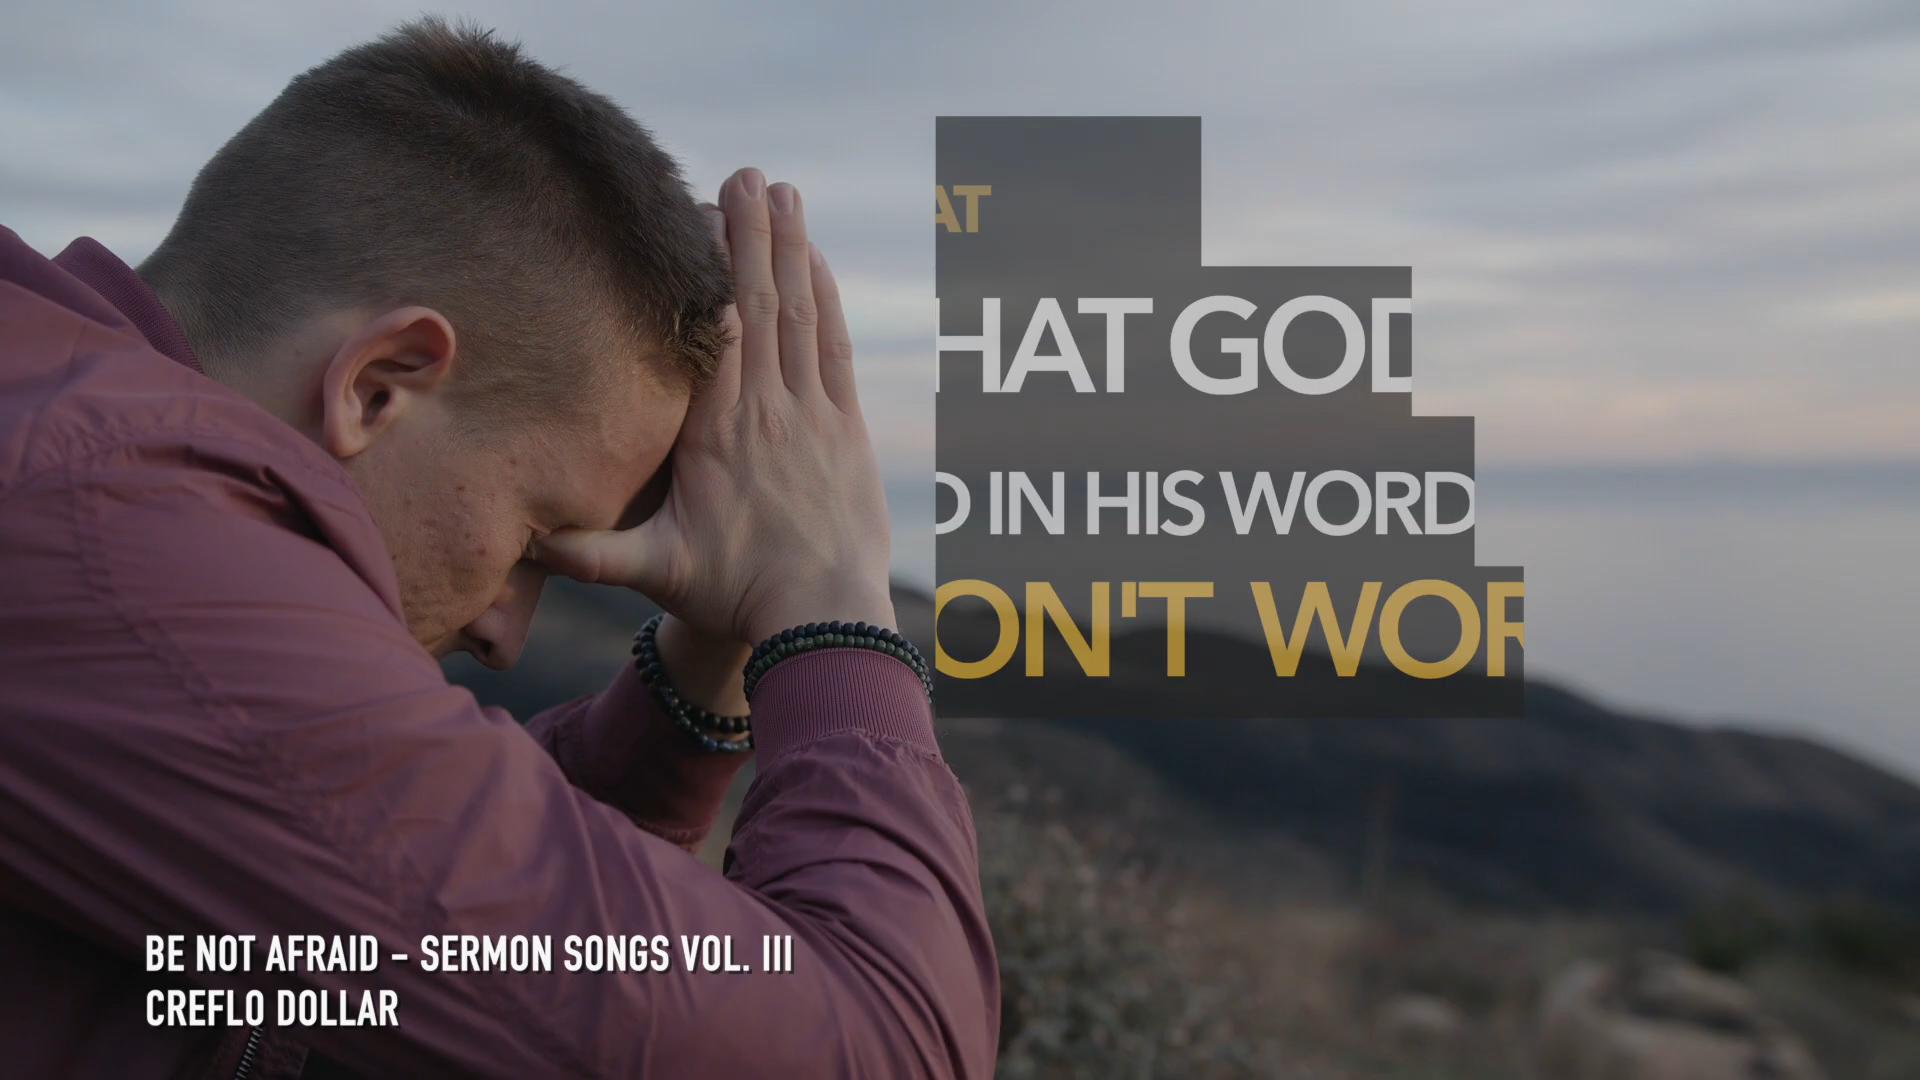 AT
HAT GOD
D IN HIS WORD
ON'T WOR
BE NOT AFRAID - SERMON SONGS VOL. III
CREFLO DOLLAR